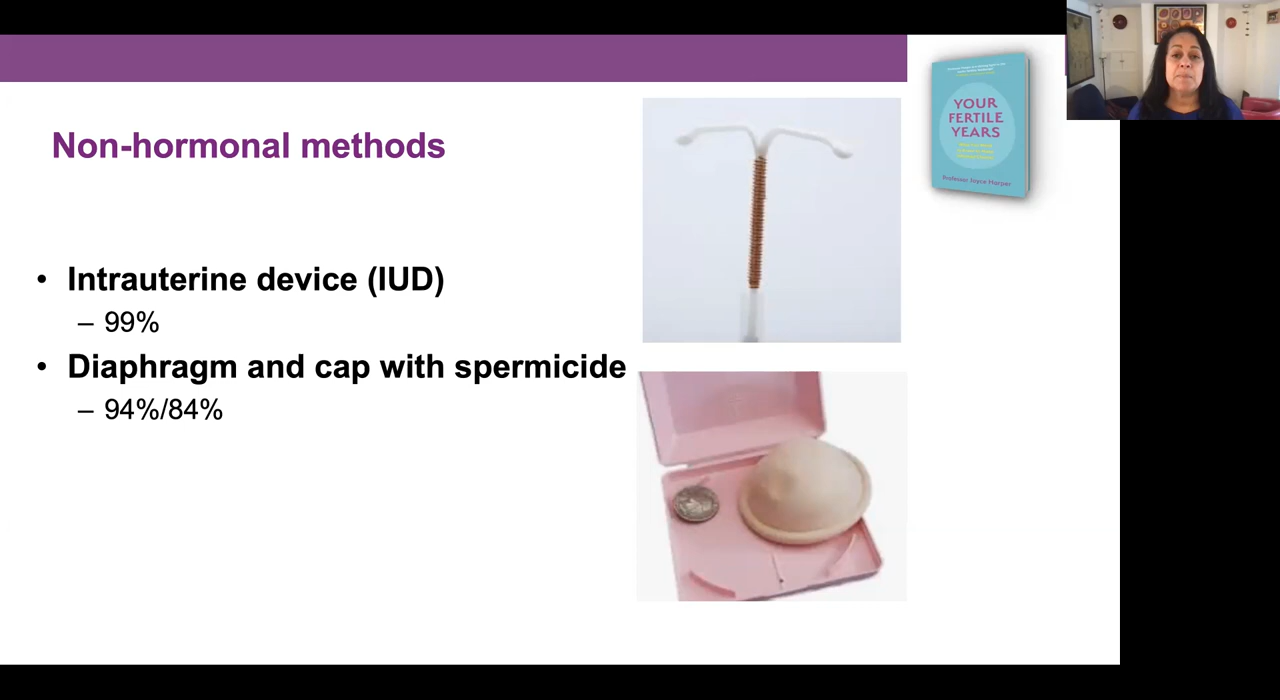 Non-hormonal methods
• Intrauterine device (IUD)
– 99%
• Diaphragm and cap with spermicide
– 94%/84%
YOUR
FERTILE
YEARS
Professor Joyce Harper